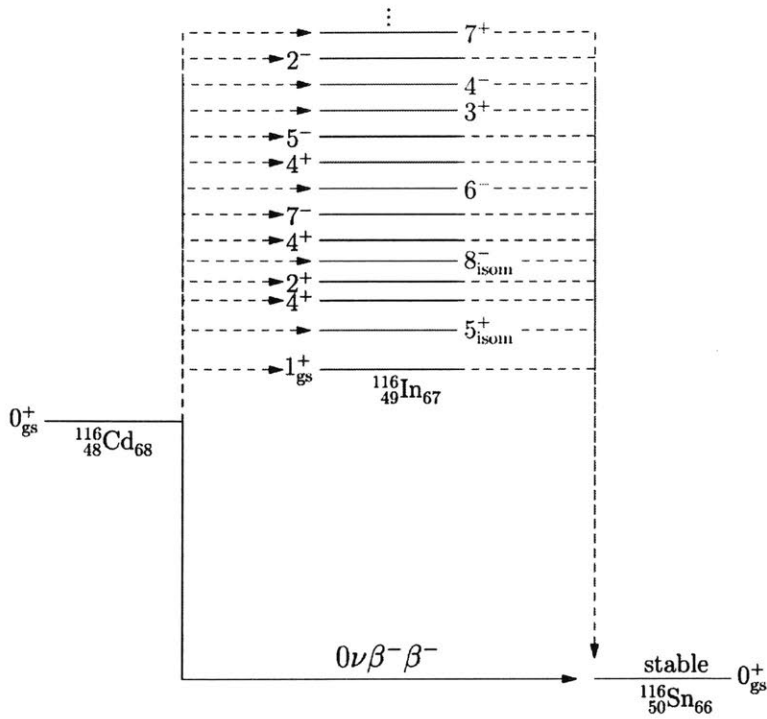 ⋮
7⁺
2⁻
4⁻
3⁺
5⁻
4⁺
6⁻
7⁻
4⁺
8⁻isom
2⁺
4⁺
5⁺isom
1⁺gs
¹¹⁶₄₉In₆₇
0⁺gs
¹¹⁶₄₈Cd₆₈
0νβ⁻β⁻
stable
0⁺gs
¹¹⁶₅₀Sn₆₆